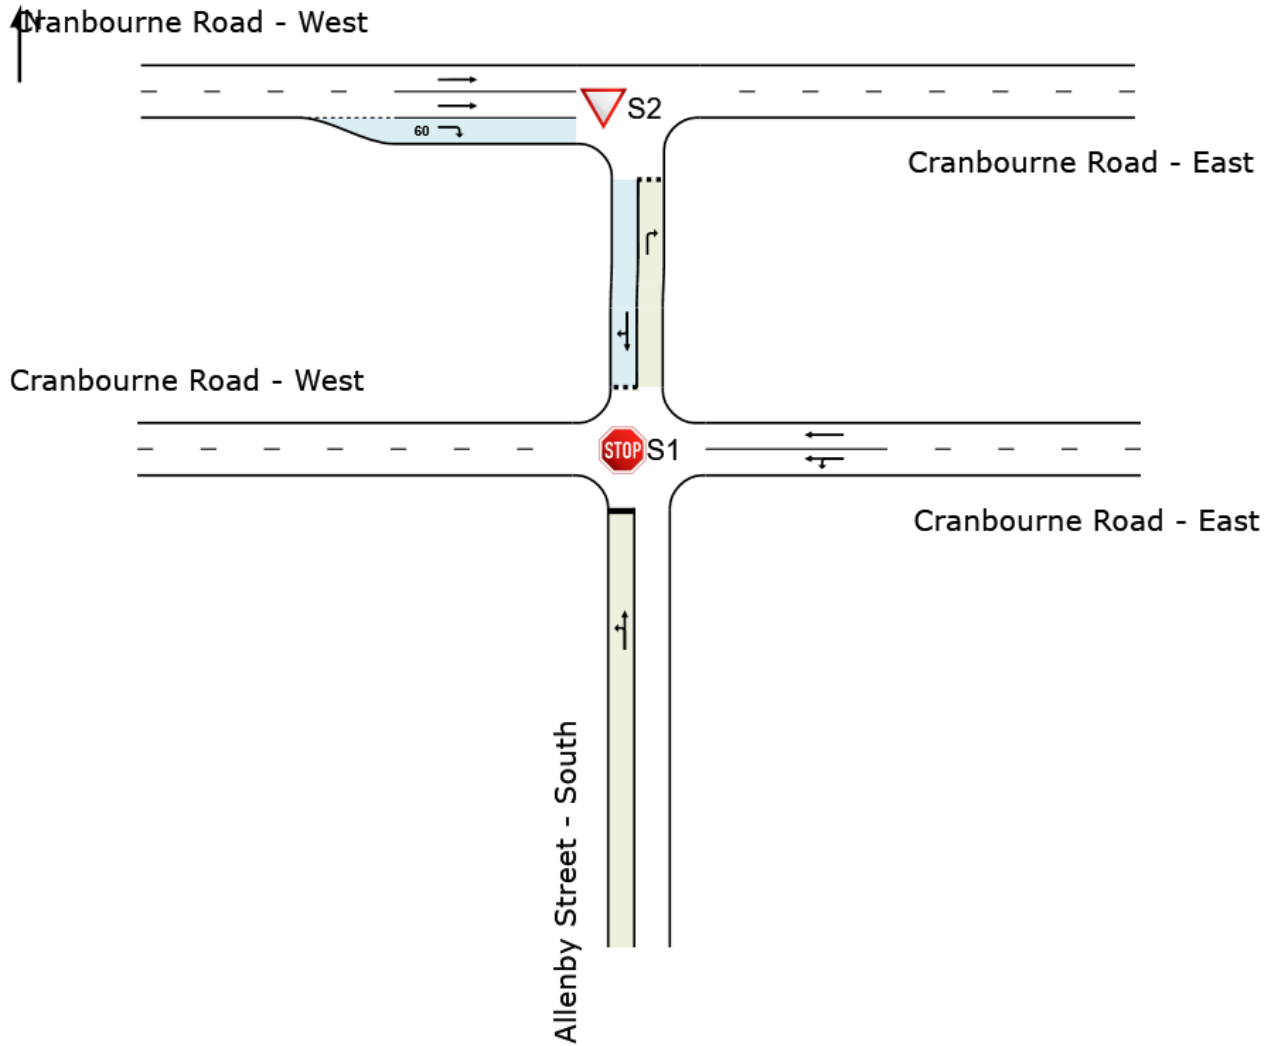 N
Cranbourne Road - West
S2
60
Cranbourne Road - East
Cranbourne Road - West
STOP
S1
Cranbourne Road - East
Allenby Street - South